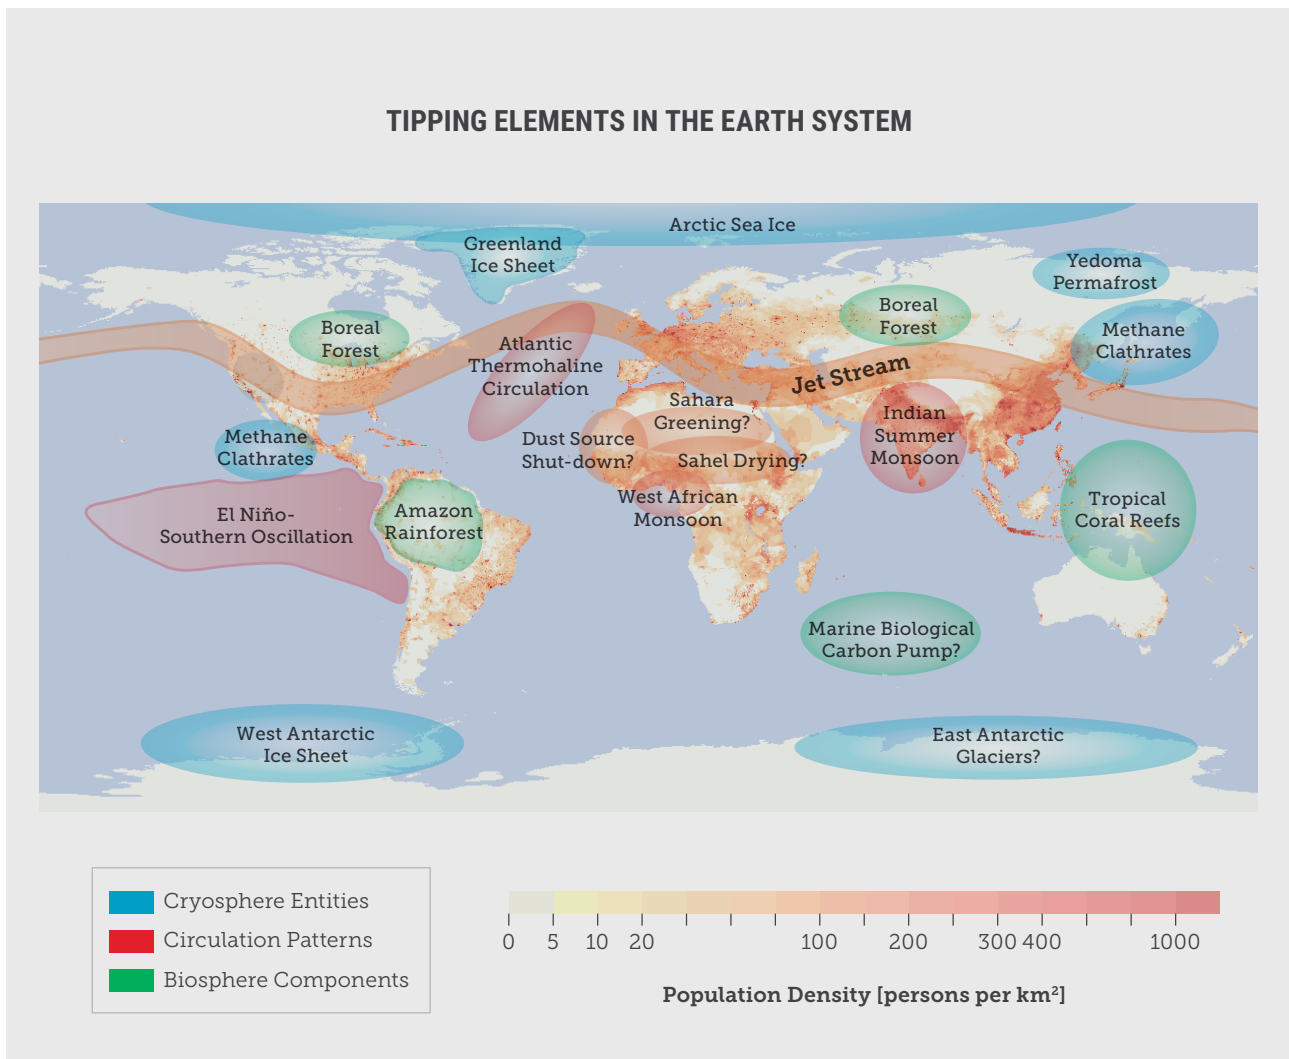 TIPPING ELEMENTS IN THE EARTH SYSTEM
Arctic Sea Ice
Greenland
Ice Sheet
Yedoma
Permafrost
Boreal
Forest
Boreal
Forest
Methane
Clathrates
Atlantic
Thermohaline
Circulation
Jet Stream
Sahara
Greening?
Indian
Summer
Monsoon
Methane
Clathrates
Dust Source
Shut-down?
Sahel Drying?
West African
Monsoon
El Niño-
Southern Oscillation
Amazon
Rainforest
Tropical
Coral Reefs
Marine Biological
Carbon Pump?
West Antarctic
Ice Sheet
East Antarctic
Glaciers?
Cryosphere Entities
Circulation Patterns
Biosphere Components
0 5 10 20 100 200 300 400 1000
Population Density [persons per km²]